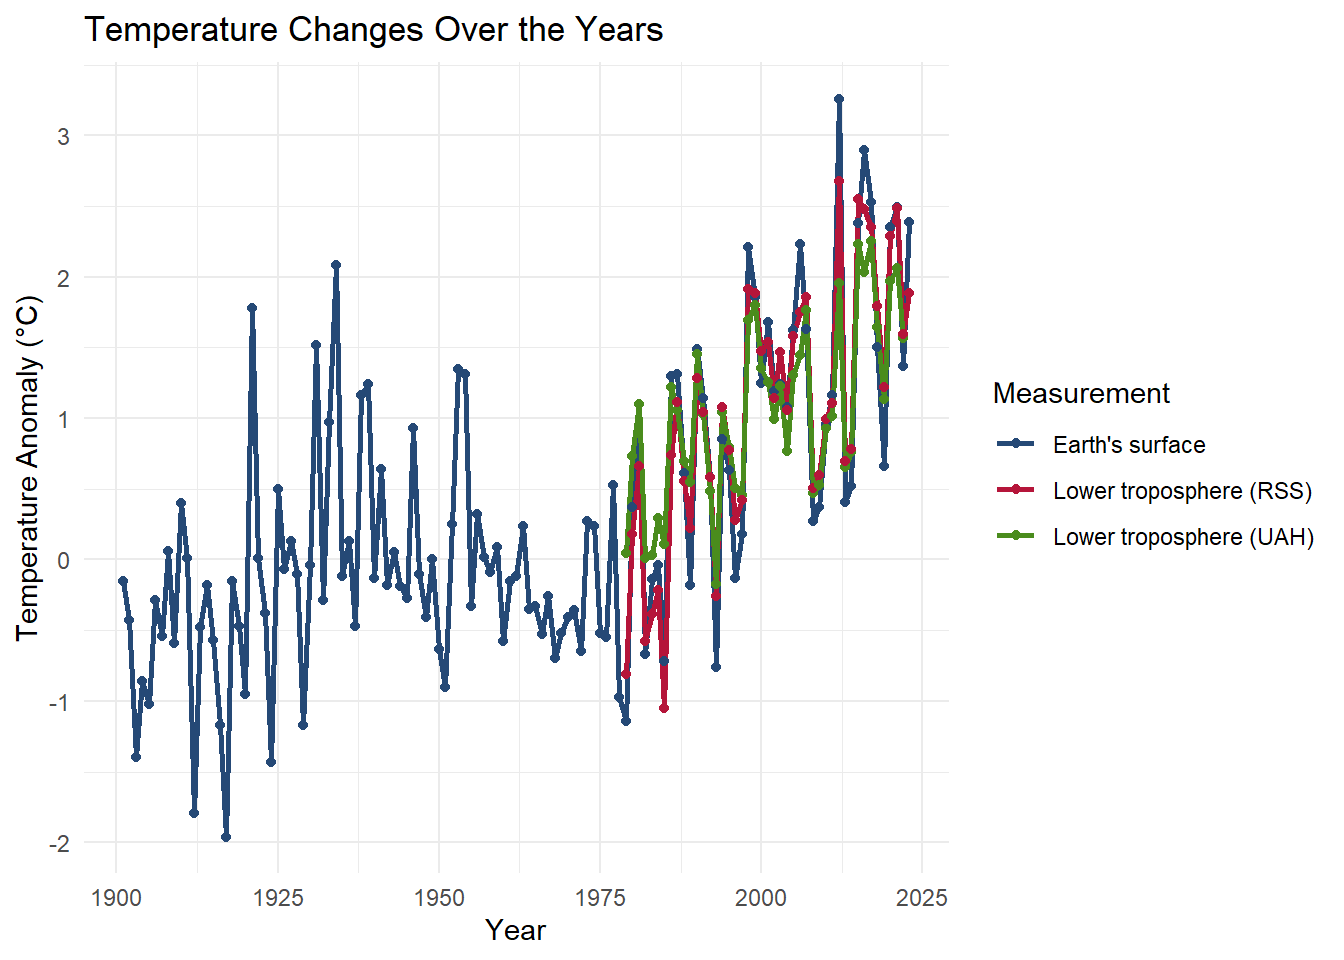 Temperature Changes Over the Years
Temperature Anomaly (°C)
3
2
1
0
-1
-2
1900
1925
1950
1975
2000
2025
Year
Measurement
Earth's surface
Lower troposphere (RSS)
Lower troposphere (UAH)